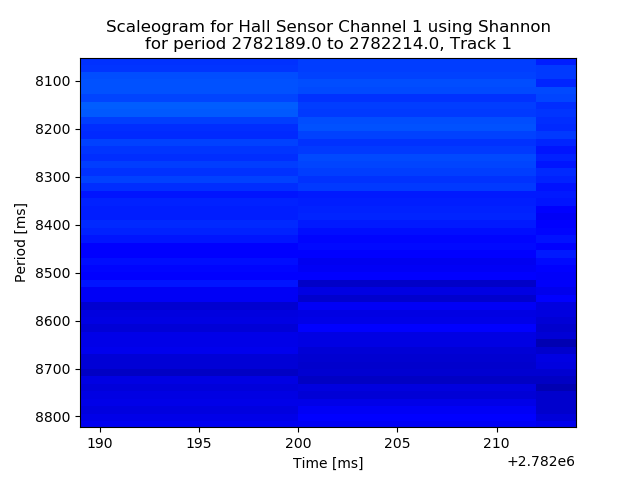 Scaleogram for Hall Sensor Channel 1 using Shannon
for period 2782189.0 to 2782214.0, Track 1
Period [ms]
8100
8200
8300
8400
8500
8600
8700
8800
190 195 200 205 210
Time [ms]
+2.782e6